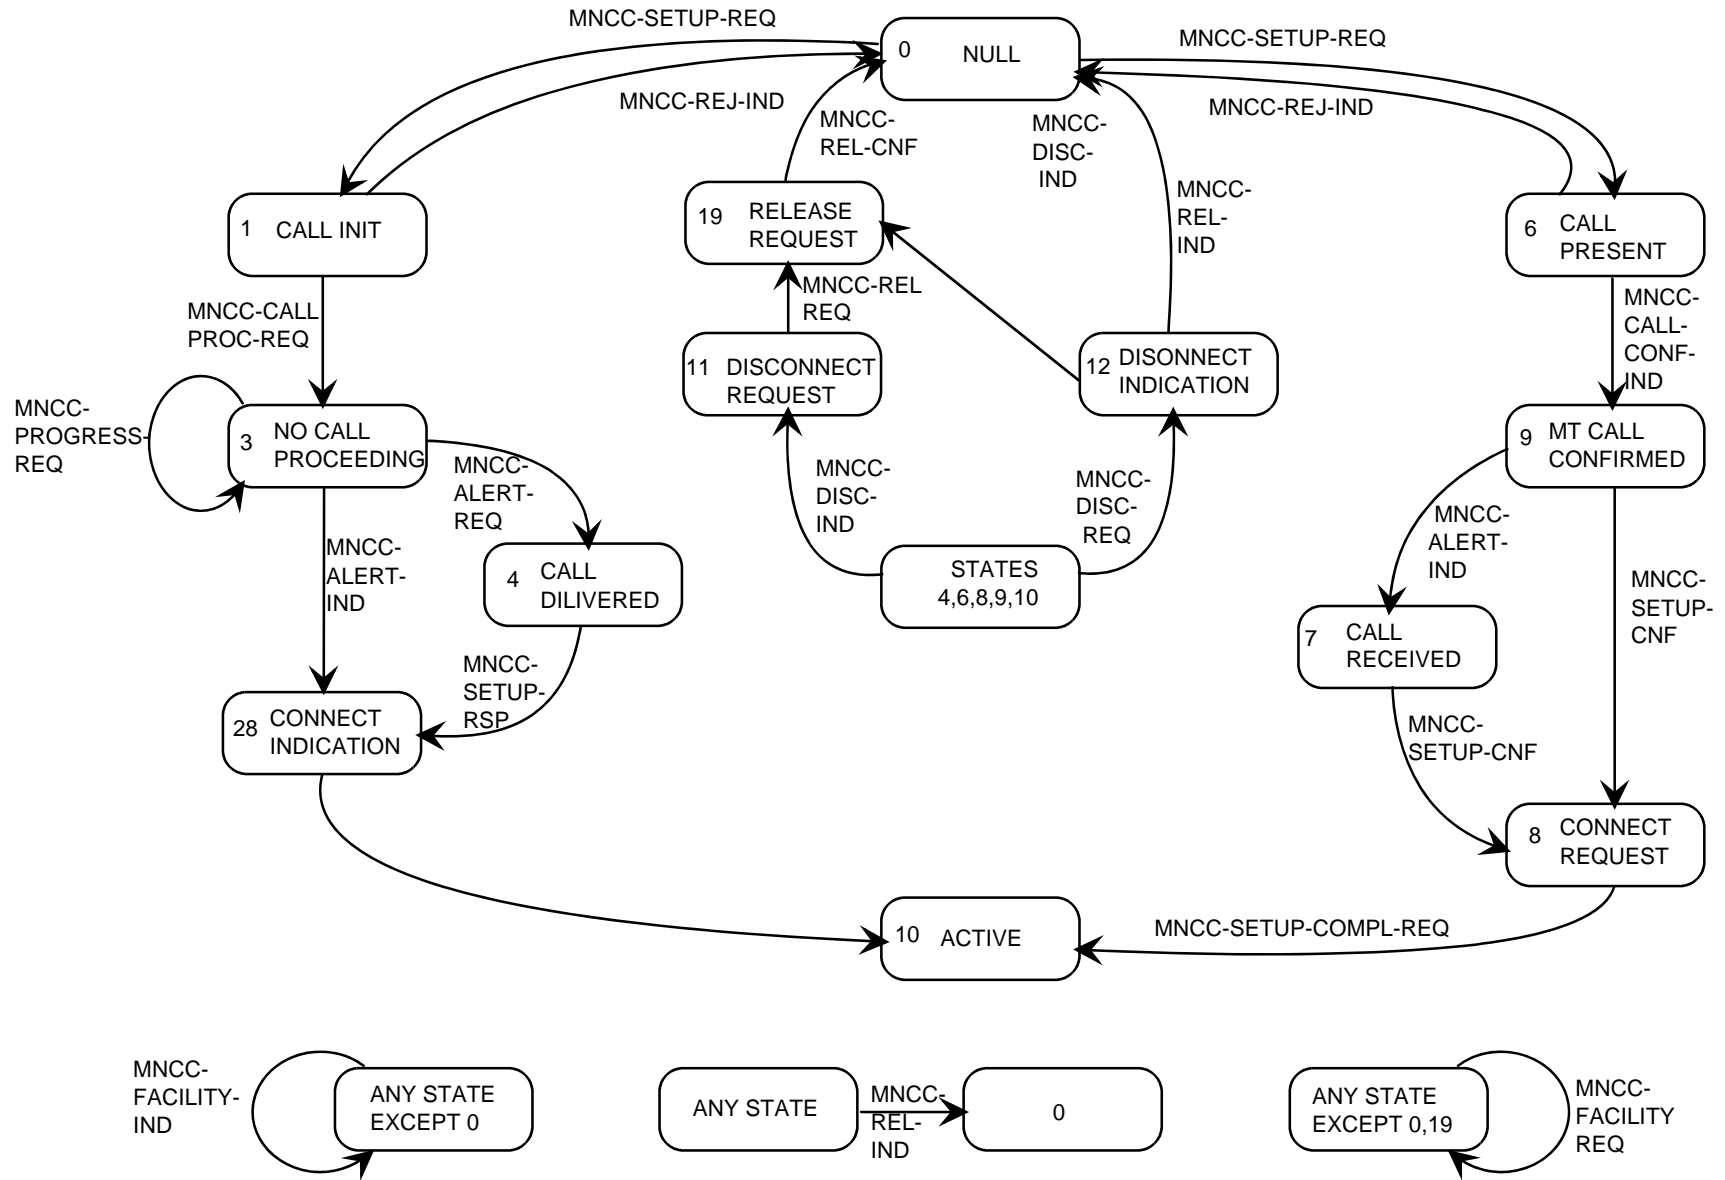 MNCC-SETUP-REQ
0 NULL
MNCC-SETUP-REQ
MNCC-REJ-IND
MNCC-REJ-IND
MNCC-
REL-CNF
MNCC-
DISC-
IND
MNCC-
REL-
IND
1 CALL INIT
19 RELEASE
REQUEST
6 CALL
PRESENT
MNCC-CALL
PROC-REQ
MNCC-REL
REQ
MNCC-
CALL-
CONF-
IND
11 DISCONNECT
REQUEST
12 DISONNECT
INDICATION
MNCC-
PROGRESS-
REQ
3 NO CALL
PROCEEDING
MNCC-
ALERT-
REQ
MNCC-
DISC-
IND
MNCC-
DISC-
REQ
9 MT CALL
CONFIRMED
MNCC-
ALERT-
IND
MNCC-
ALERT-
IND
4 CALL
DILIVERED
STATES
4,6,8,9,10
MNCC-
SETUP-
CNF
7 CALL
RECEIVED
MNCC-
SETUP-
RSP
28 CONNECT
INDICATION
MNCC-
SETUP-CNF
8 CONNECT
REQUEST
10 ACTIVE
MNCC-SETUP-COMPL-REQ
MNCC-
FACILITY-
IND
ANY STATE
EXCEPT 0
ANY STATE
MNCC-
REL-
IND
0
ANY STATE
EXCEPT 0,19
MNCC-
FACILITY
REQ